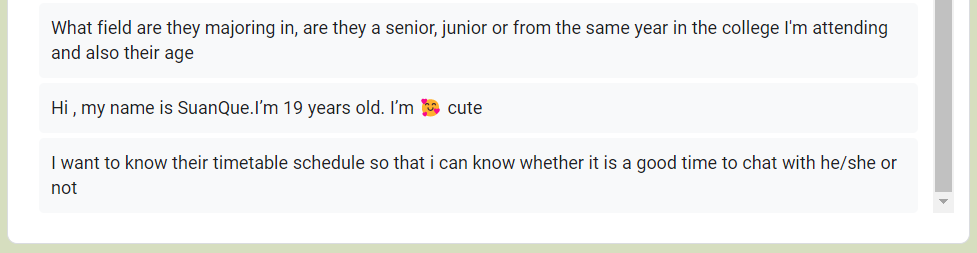 What field are they majoring in, are they a senior, junior or from the same year in the college I'm attending
and also their age
Hi , my name is SuanQue.I’m 19 years old. I’m 🥰 cute
I want to know their timetable schedule so that i can know whether it is a good time to chat with he/she or
not